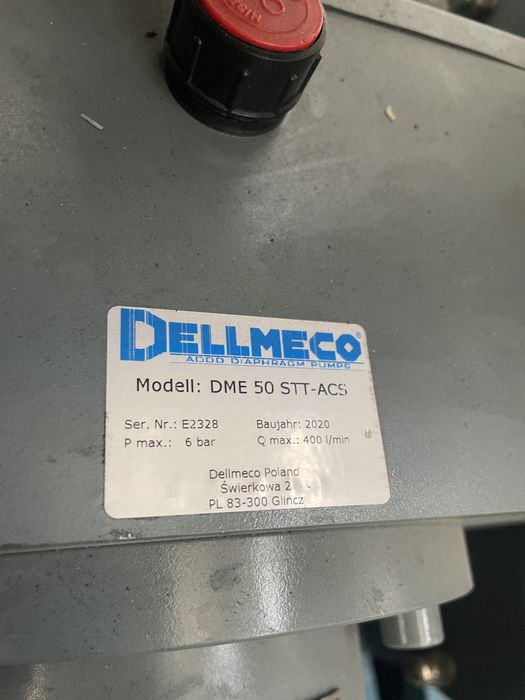 DELLMECO®
AODD DIAPHRAGM PUMPS
Modell: DME 50 STT-ACS
Ser. Nr.: E2328 Baujahr: 2020
P max.: 6 bar Q max.: 400 l/min
Dellmeco Poland
Świerkowa 2
PL 83-300 Glincz